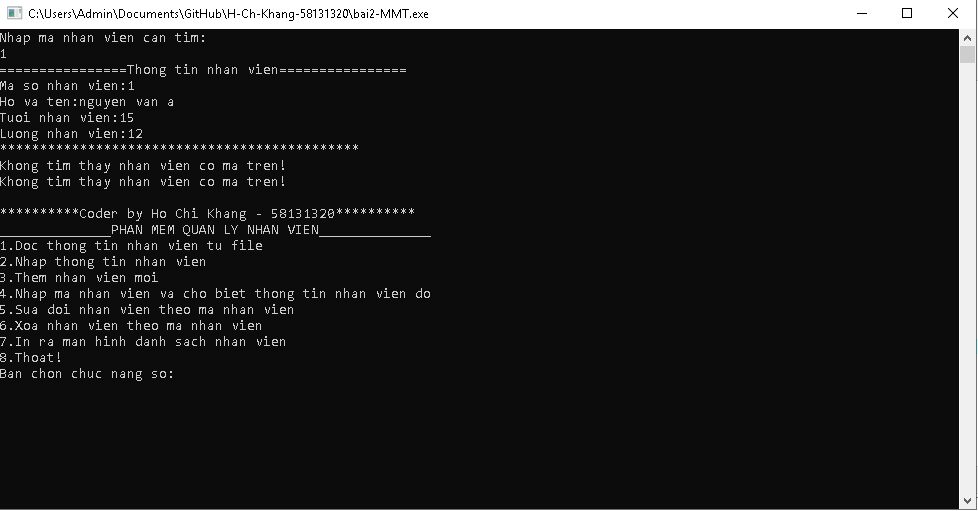 C:\Users\Admin\Documents\GitHub\H-Ch-Khang-58131320\bai2-MMT.exe
Nhap ma nhan vien can tim:
1
================Thong tin nhan vien================
Ma so nhan vien:1
Ho va ten:nguyen van a
Tuoi nhan vien:15
Luong nhan vien:12
*********************************************
Khong tim thay nhan vien co ma tren!
Khong tim thay nhan vien co ma tren!
**********Coder by Ho Chi Khang - 58131320**********
______________PHAN MEM QUAN LY NHAN VIEN______________
1.Doc thong tin nhan vien tu file
2.Nhap thong tin nhan vien
3.Them nhan vien moi
4.Nhap ma nhan vien va cho biet thong tin nhan vien do
5.Sua doi nhan vien theo ma nhan vien
6.Xoa nhan vien theo ma nhan vien
7.In ra man hinh danh sach nhan vien
8.Thoat!
Ban chon chuc nang so: